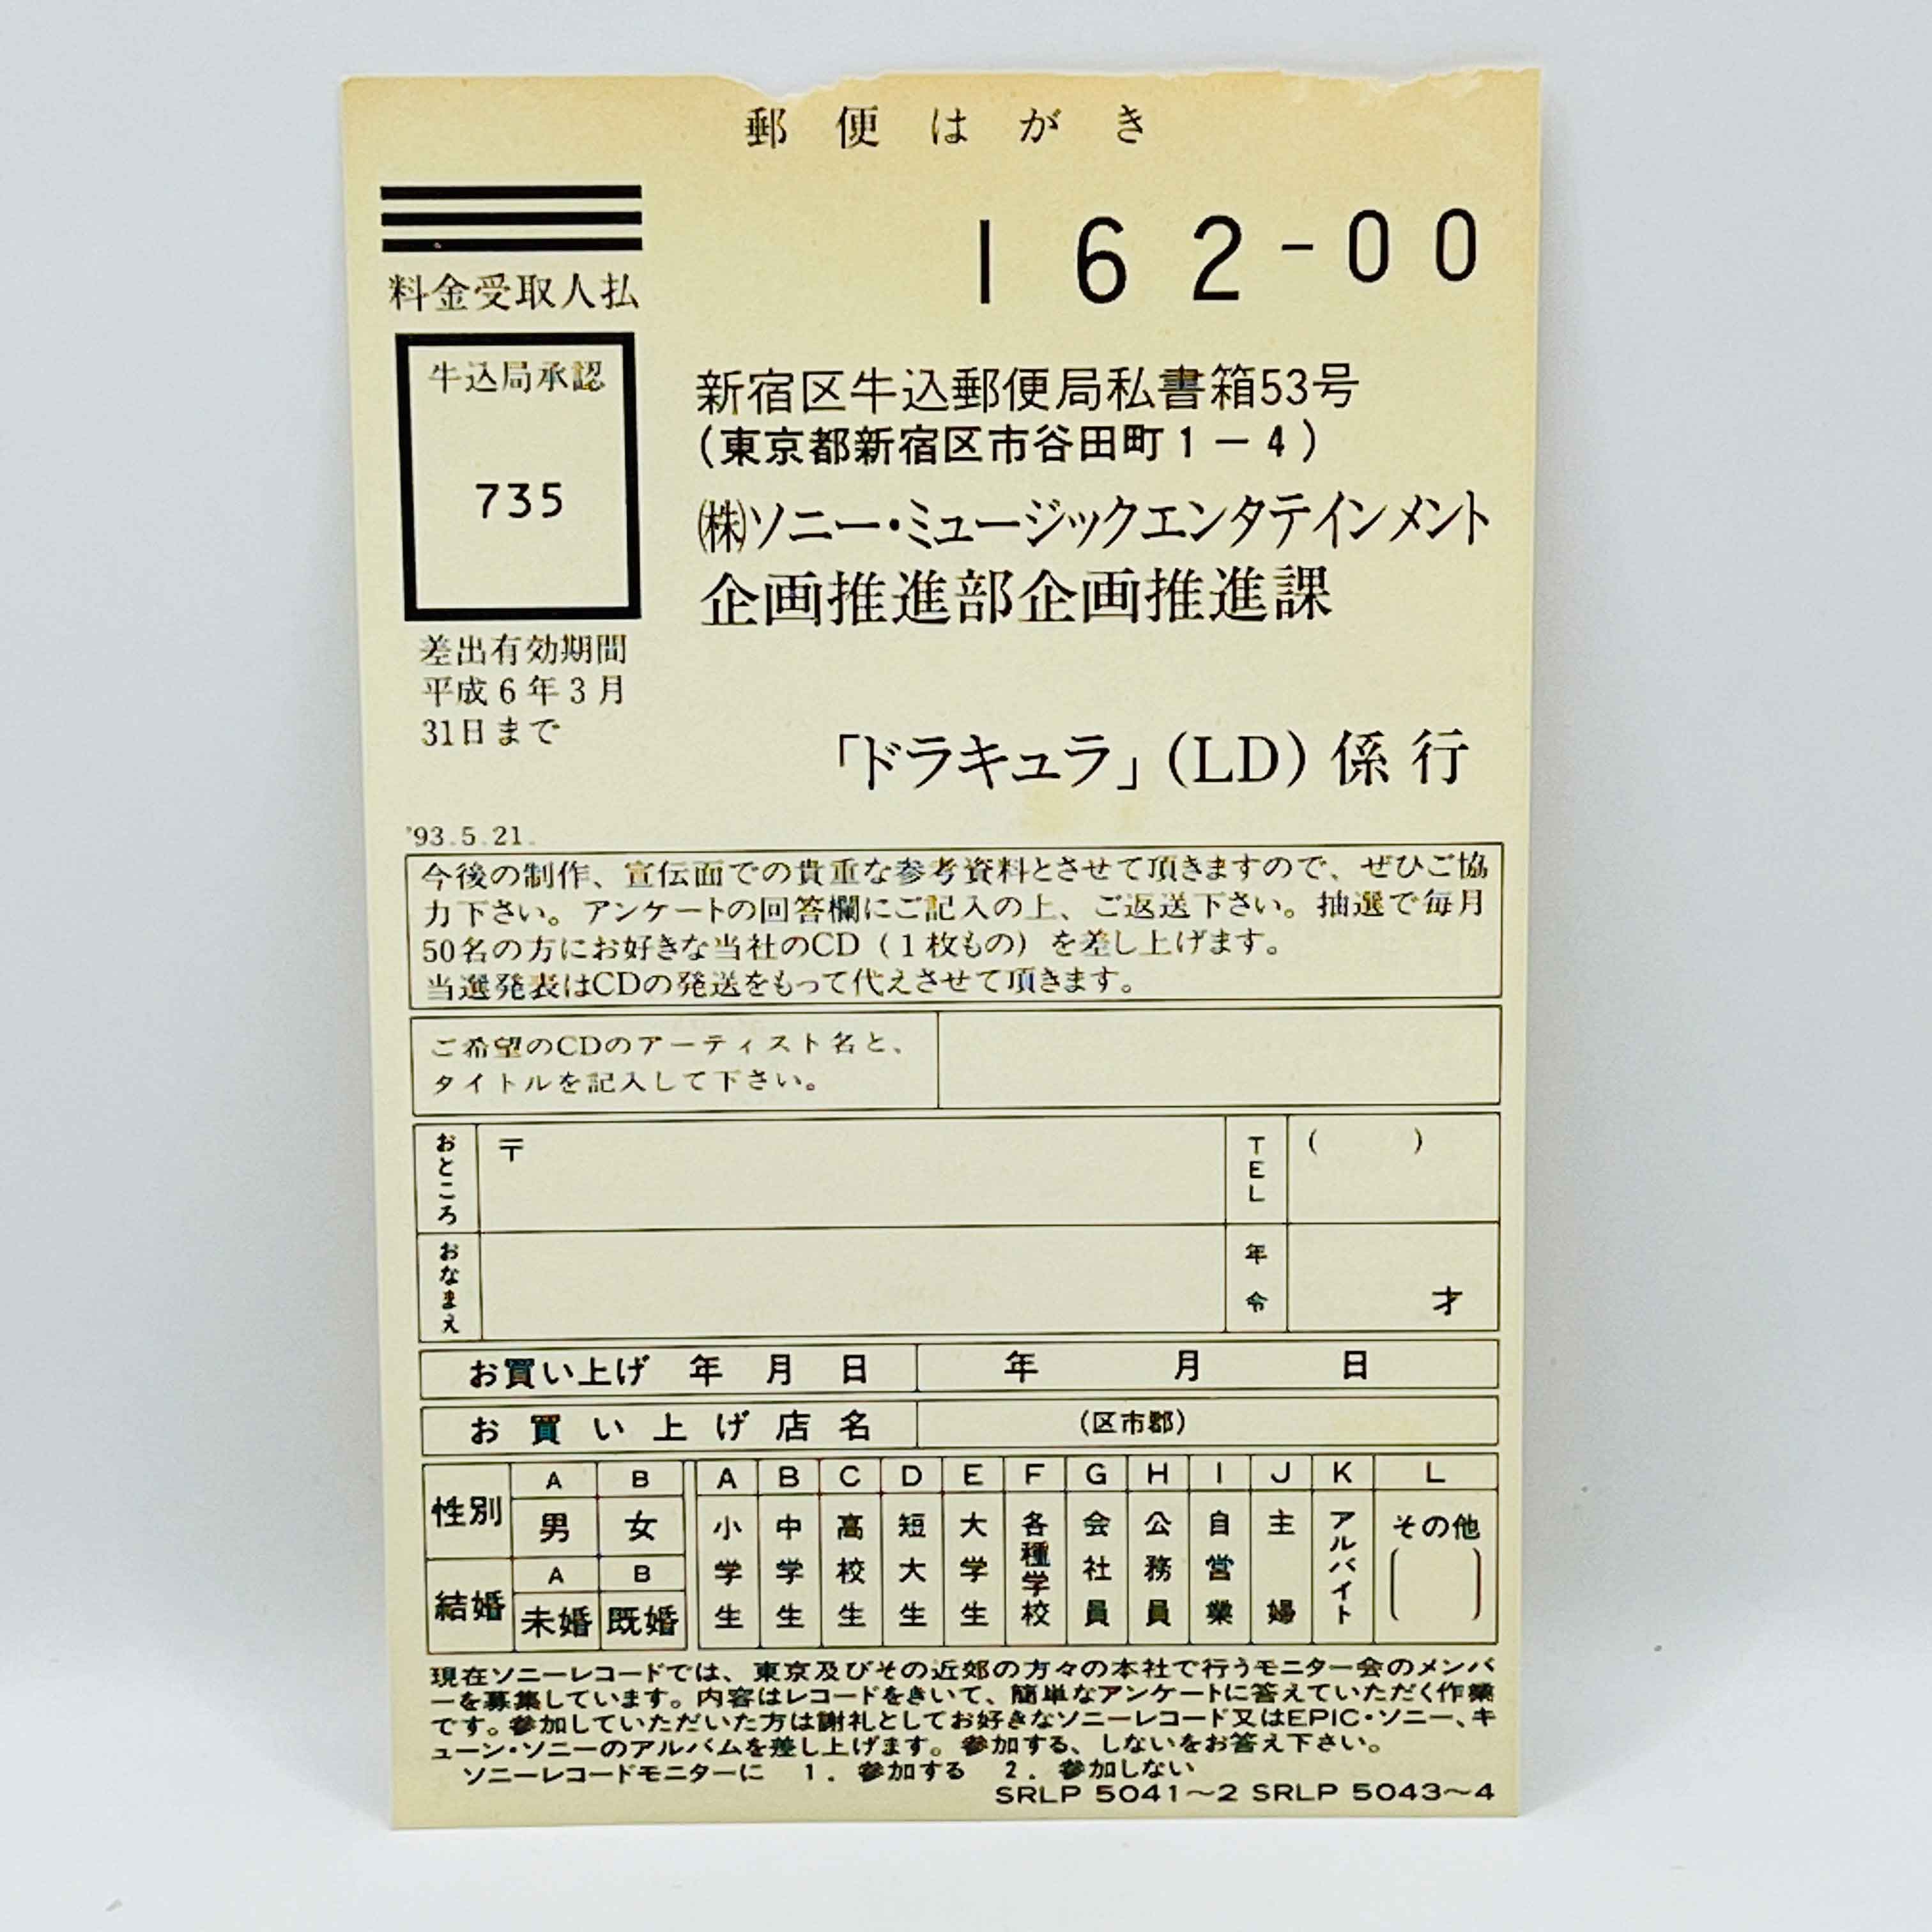 郵便はがき
162-00
料金受取人払
牛込局承認
735
差出有効期間
平成6年3月
31日まで
新宿区牛込郵便局私書箱53号
(東京都新宿区市谷田町1-4)
㈱ソニー・ミュージックエンタテインメント
企画推進部企画推進課
「ドラキュラ」(LD)係行
'93.5.21.
今後の制作、宣伝面での貴重な参考資料とさせて頂きますので、ぜひご協
力下さい。アンケートの回答欄にご記入の上、ご返送下さい。抽選で毎月
50名の方にお好きな当社のCD(1枚もの)を差し上げます。
当選発表はCDの発送をもって代えさせて頂きます。
ご希望のCDのアーティスト名と、
タイトルを記入して下さい。
おところ
〒
TEL
( )
おなまえ
年令
才
お買い上げ 年 月 日
年 月 日
お買い上げ店名
(区市郡)
性別
A 男
B 女
結婚
A 未婚
B 既婚
A 小学生
B 中学生
C 高校生
D 短大生
E 大学生
F 各種学校
G 会社員
H 公務員
I 自営業
J 主婦
K アルバイト
L その他( )
現在ソニーレコードでは、東京及びその近郊の方々の本社で行うモニター会のメンバ
ーを募集しています。内容はレコードをきいて、簡単なアンケートに答えていただく作業
です。参加していただいた方は謝礼としてお好きなソニーレコード又はEPIC・ソニー、キ
ューン・ソニーのアルバムを差し上げます。参加する、しないをお答え下さい。
ソニーレコードモニターに 1.参加する 2.参加しない
SRLP 5041〜2 SRLP 5043〜4